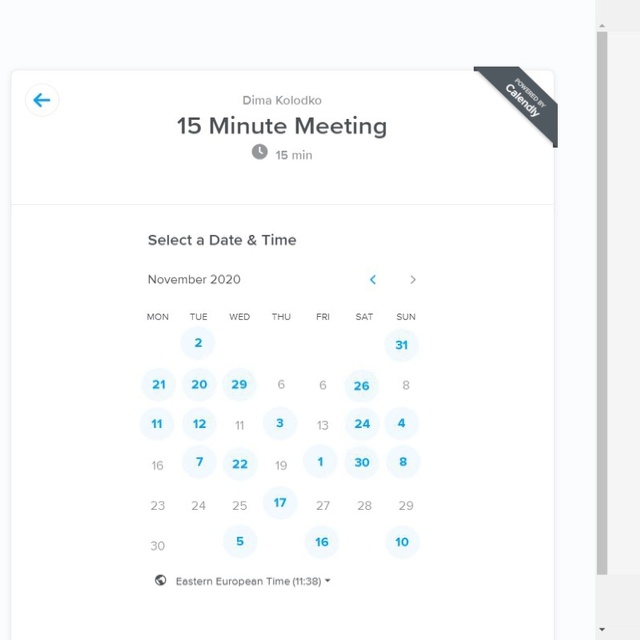 POWERED BY
Calendly
Dima Kolodko
15 Minute Meeting
15 min
Select a Date & Time
November 2020
MON TUE WED THU FRI SAT SUN
2 31
21 20 29 6 6 26 8
11 12 11 3 13 24 4
16 7 22 19 1 30 8
23 24 25 17 27 28 29
30 5 16 10
Eastern European Time (11:38)